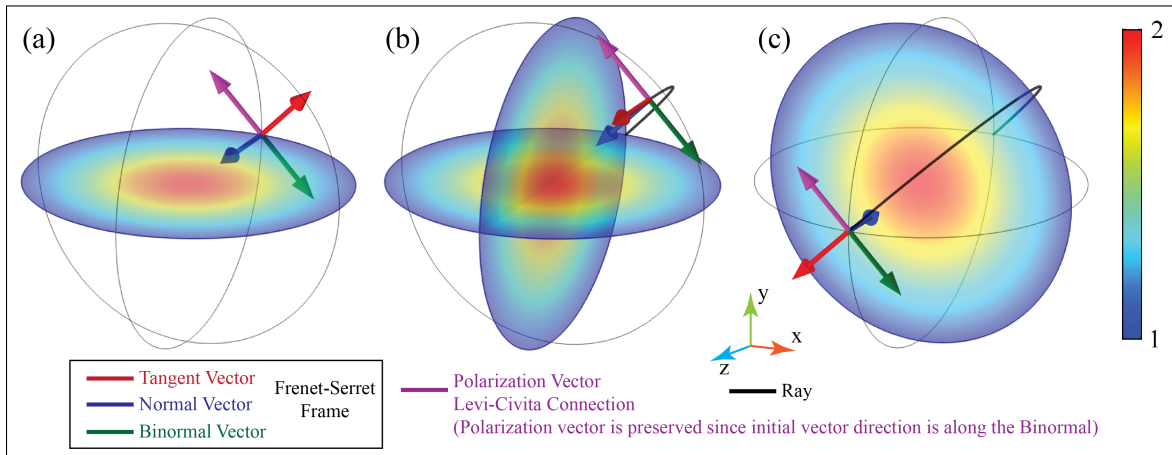 (a)
(b)
(c)
2
1
y
x
z
Tangent Vector
Normal Vector
Binormal Vector
Frenet-Serret
Frame
Polarization Vector
Levi-Civita Connection
(Polarization vector is preserved since initial vector direction is along the Binormal)
Ray